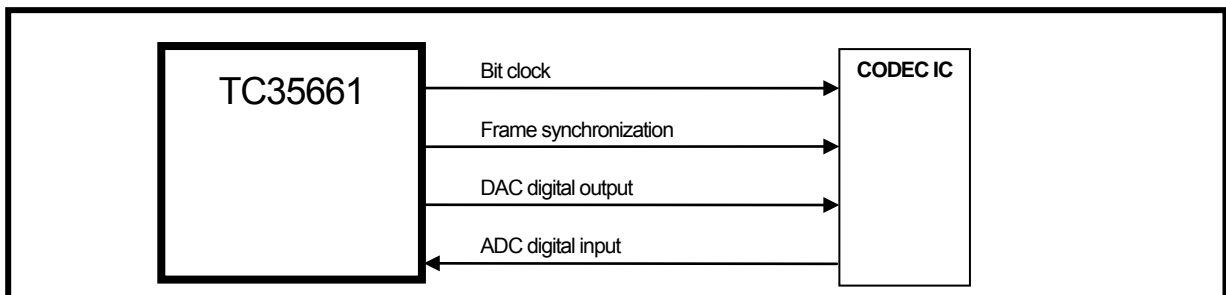 TC35661
Bit clock
CODEC IC
Frame synchronization
DAC digital output
ADC digital input